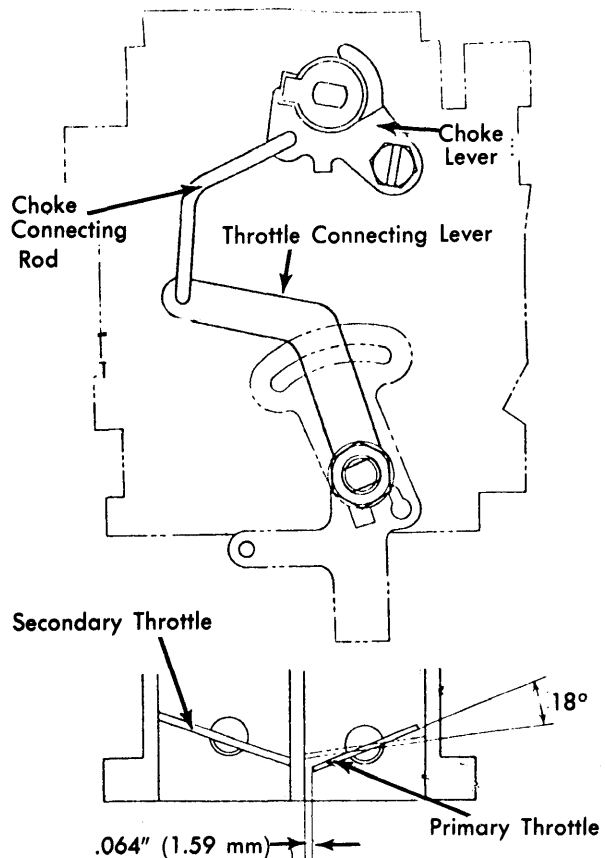 Choke
Lever
Choke
Connecting
Rod
Throttle Connecting Lever
Secondary Throttle
18°
Primary Throttle
.064" (1.59 mm)